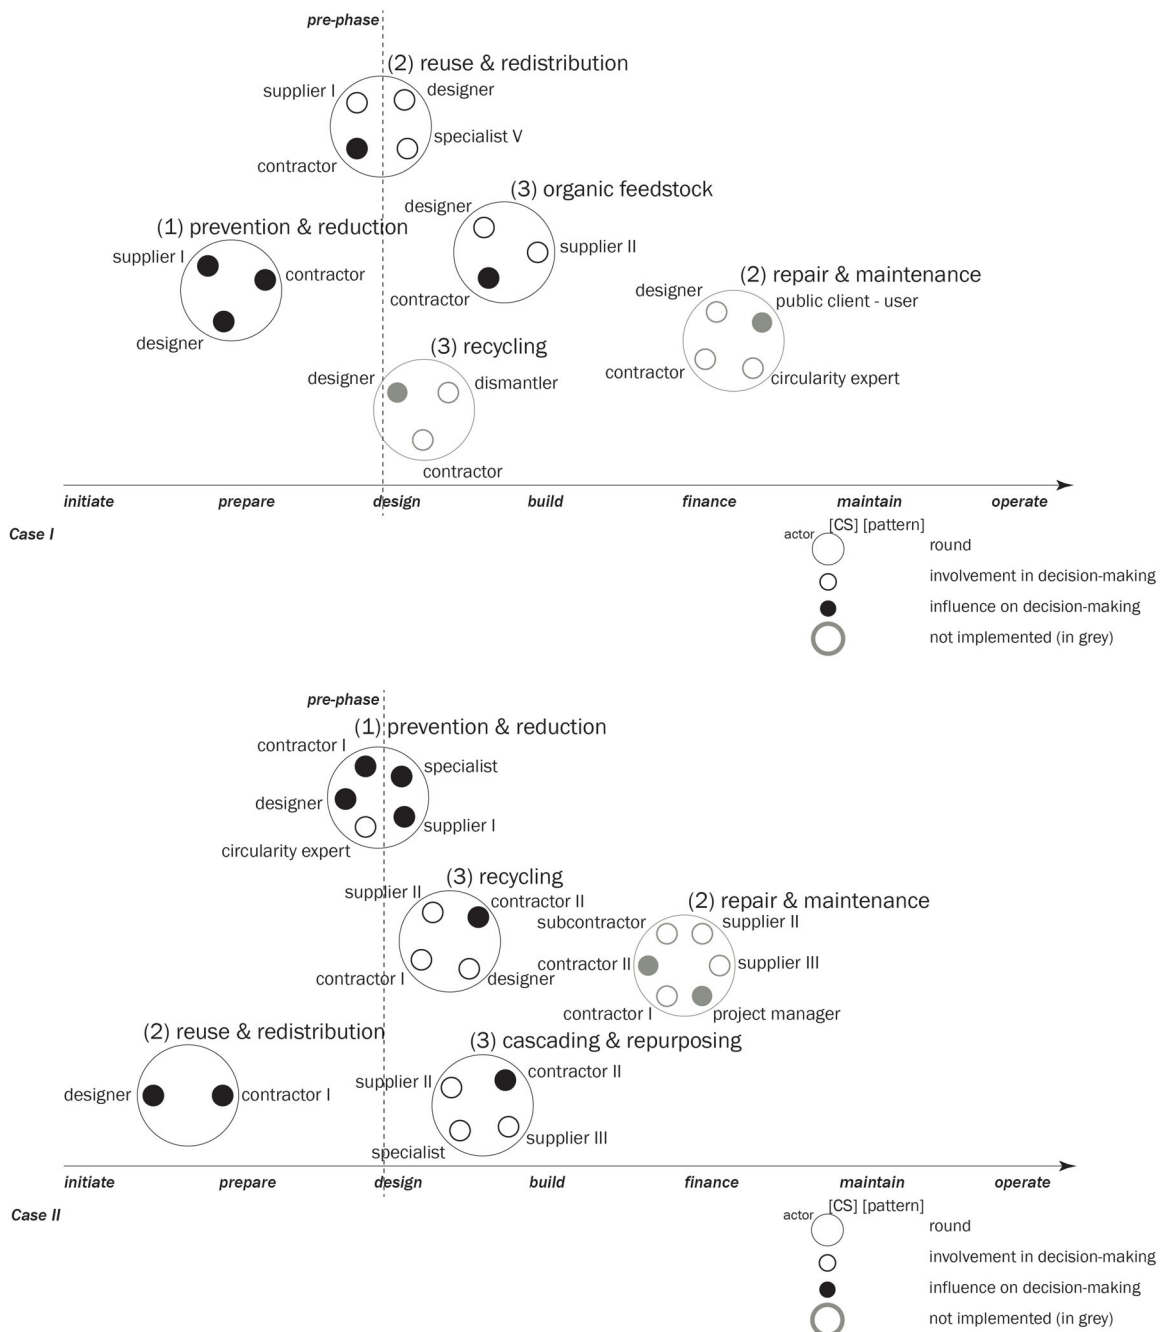 pre-phase
(2) reuse & redistribution
supplier I
designer
specialist V
contractor
(3) organic feedstock
designer
supplier II
contractor
(1) prevention & reduction
supplier I
contractor
designer
(2) repair & maintenance
designer
public client - user
contractor
circularity expert
(3) recycling
designer
dismantler
contractor
initiate prepare design build finance maintain operate
Case I
actor [CS] [pattern]
round
involvement in decision-making
influence on decision-making
not implemented (in grey)
pre-phase
(1) prevention & reduction
contractor I
specialist
designer
supplier I
circularity expert
(3) recycling
supplier II
contractor II
contractor I
designer
(2) repair & maintenance
subcontractor
supplier II
contractor II
supplier III
contractor I
project manager
(2) reuse & redistribution
designer
contractor I
(3) cascading & repurposing
supplier II
contractor II
specialist
supplier III
initiate prepare design build finance maintain operate
Case II
actor [CS] [pattern]
round
involvement in decision-making
influence on decision-making
not implemented (in grey)